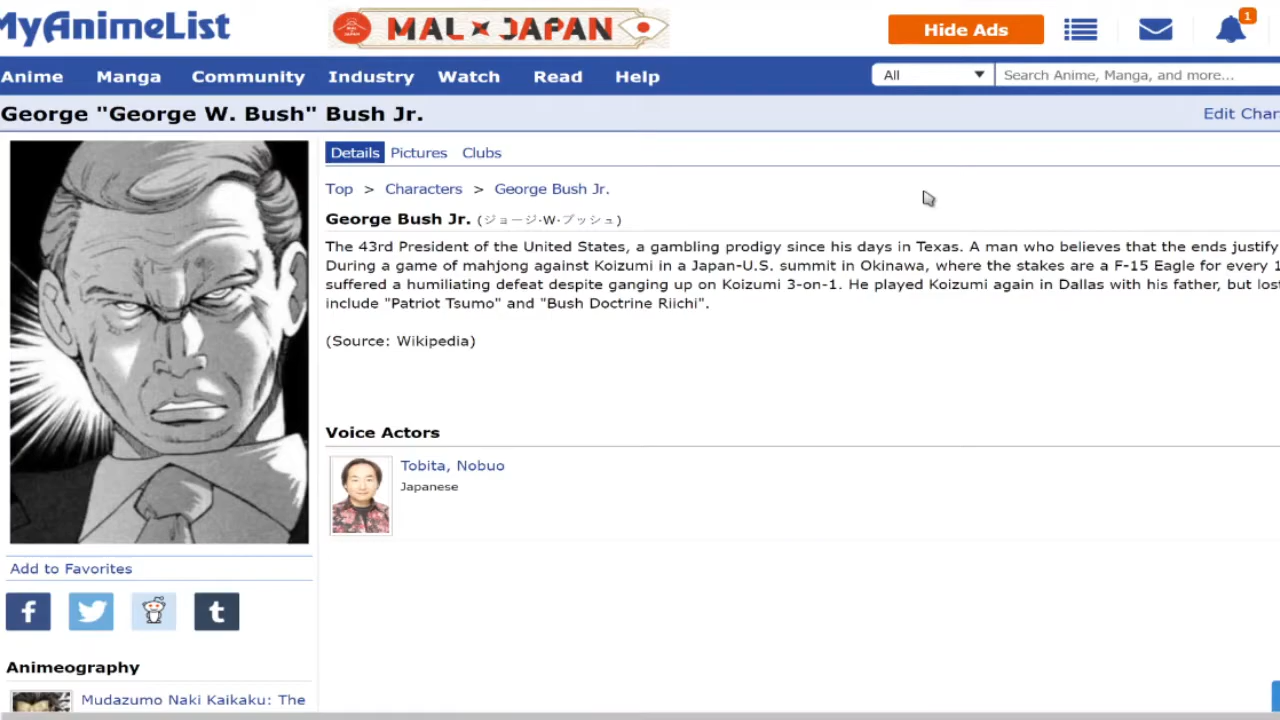 MyAnimeList
MAL × JAPAN
Hide Ads
1
Anime Manga Community Industry Watch Read Help
All
Search Anime, Manga, and more...
George "George W. Bush" Bush Jr.
Edit Char
Details Pictures Clubs
Top > Characters > George Bush Jr.
George Bush Jr. (ジョージ·W·ブッシュ)
The 43rd President of the United States, a gambling prodigy since his days in Texas. A man who believes that the ends justify
During a game of mahjong against Koizumi in a Japan-U.S. summit in Okinawa, where the stakes are a F-15 Eagle for every 1
suffered a humiliating defeat despite ganging up on Koizumi 3-on-1. He played Koizumi again in Dallas with his father, but lost
include "Patriot Tsumo" and "Bush Doctrine Riichi".
(Source: Wikipedia)
Voice Actors
Tobita, Nobuo
Japanese
Add to Favorites
f
t
Animeography
Mudazumo Naki Kaikaku: The